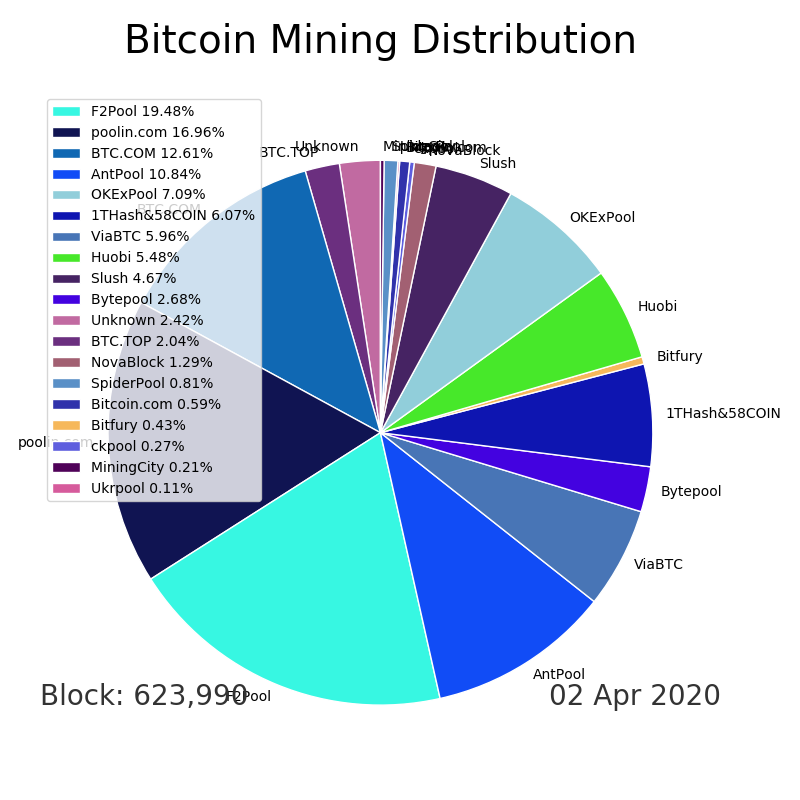 Bitcoin Mining Distribution
F2Pool 19.48%
poolin.com 16.96%
BTC.COM 12.61%
AntPool 10.84%
OKExPool 7.09%
1THash&58COIN 6.07%
ViaBTC 5.96%
Huobi 5.48%
Slush 4.67%
Bytepool 2.68%
Unknown 2.42%
BTC.TOP 2.04%
NovaBlock 1.29%
SpiderPool 0.81%
Bitcoin.com 0.59%
Bitfury 0.43%
ckpool 0.27%
MiningCity 0.21%
Ukrpool 0.11%
Unknown
BTC.TOP
NovaBlock
Slush
BTC.COM
OKExPool
Huobi
Bitfury
1THash&58COIN
poolin.com
Bytepool
ViaBTC
AntPool
F2Pool
Block: 623,990
02 Apr 2020